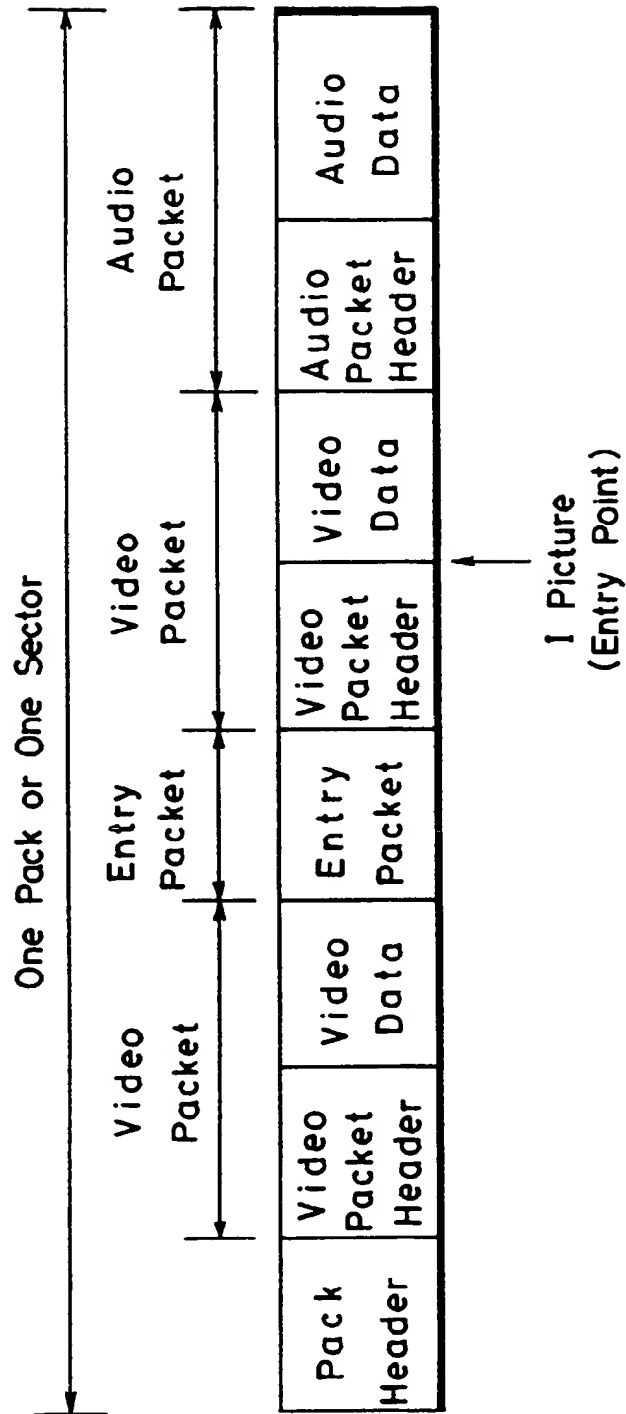 One Pack or One Sector
Video
Packet
Entry
Packet
Video
Packet
Audio
Packet
Pack
Header
Video
Packet
Header
Video
Data
Entry
Packet
Video
Packet
Header
Video
Data
Audio
Packet
Header
Audio
Data
I Picture
(Entry Point)